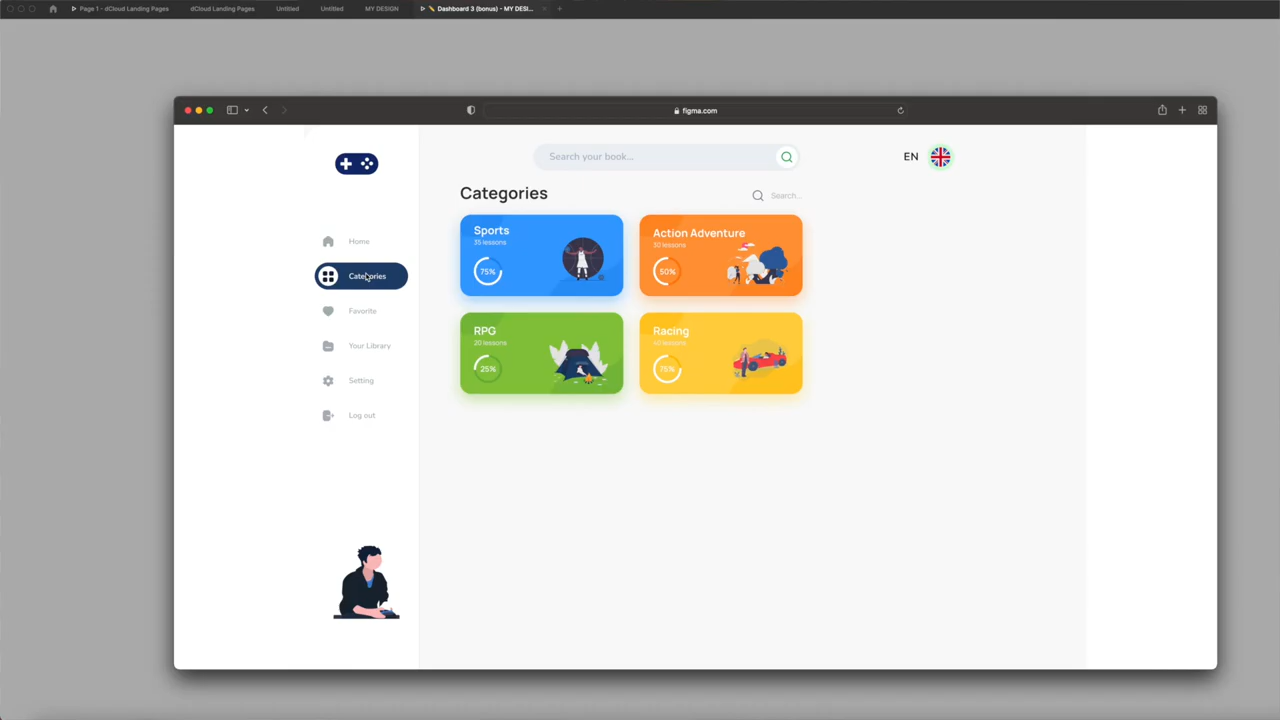 Page 1 - dCloud Landing Pages
dCloud Landing Pages
Untitled
Untitled
MY DESIGN
Dashboard 3 (bonus) - MY DESI...
figma.com
Search your book...
EN
Categories
Search...
Home
Categories
Favorite
Your Library
Setting
Log out
Sports
35 lessons
75%
Action Adventure
30 lessons
50%
RPG
20 lessons
25%
Racing
40 lessons
75%